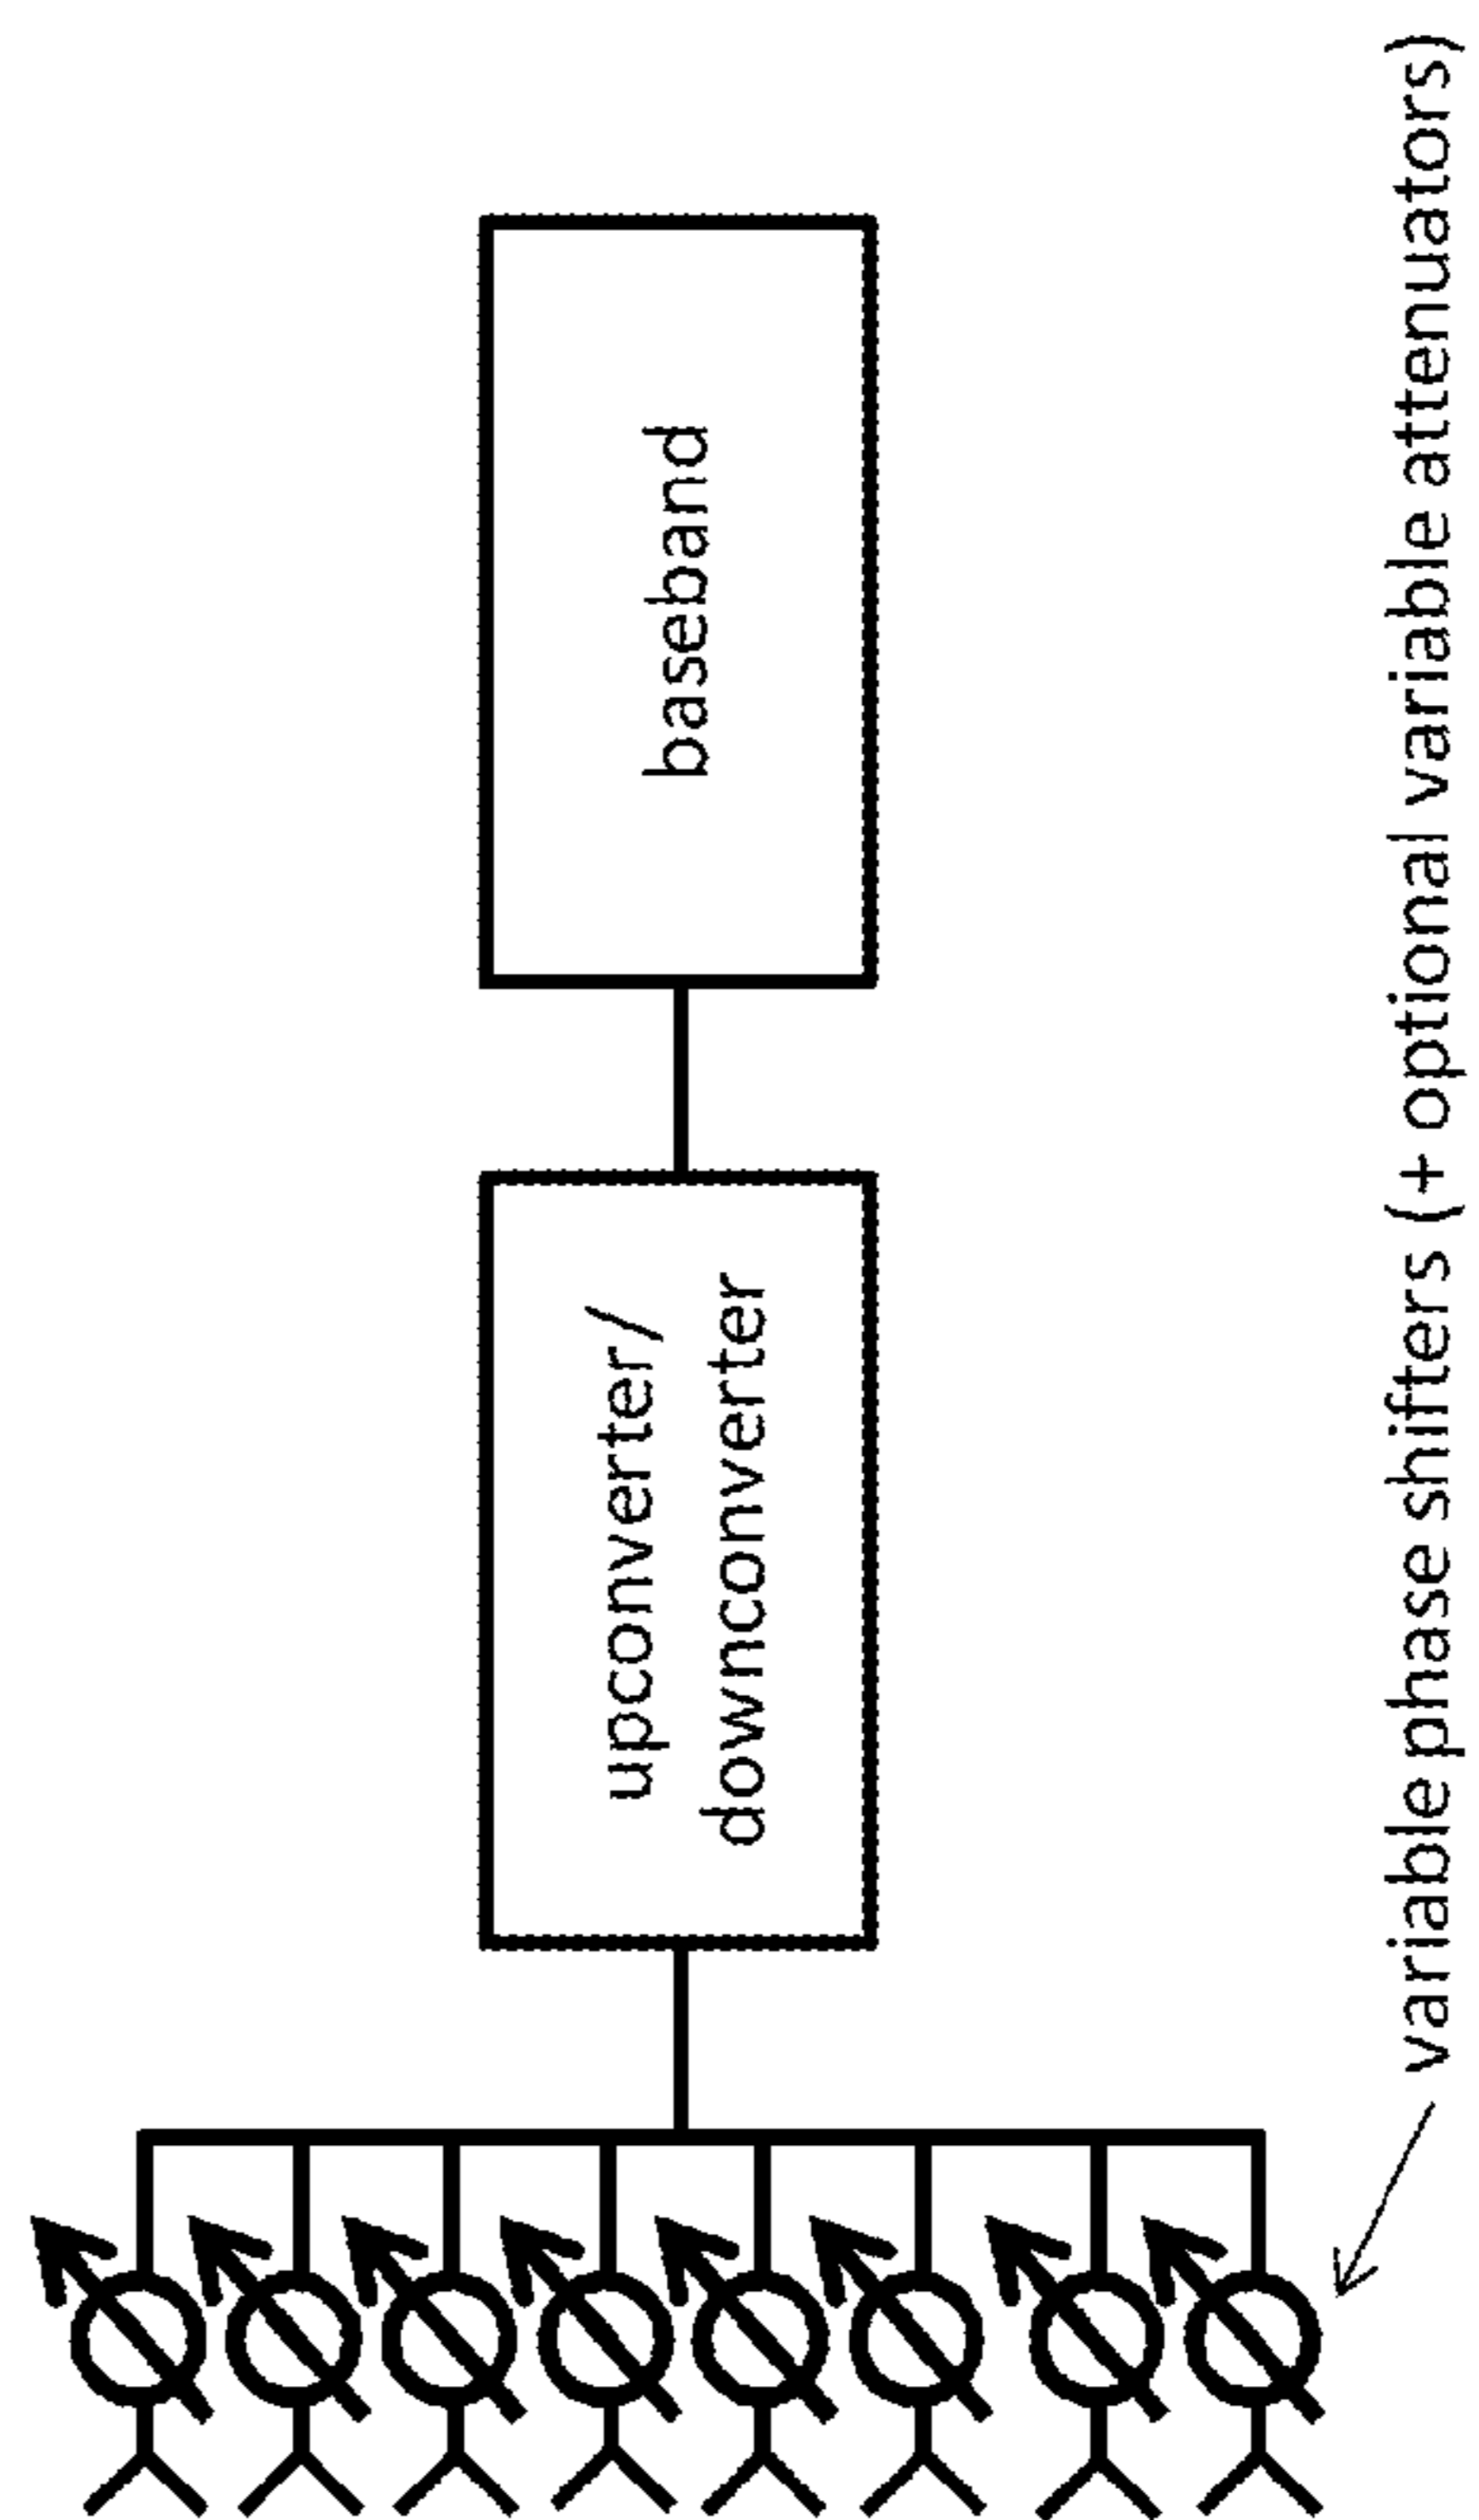 upconverter/
downconverter
baseband
variable phase shifters (+ optional variable attenuators)